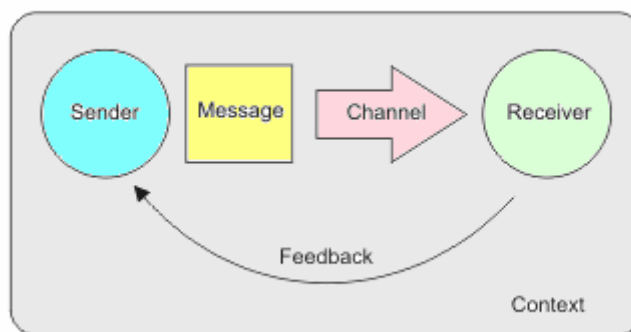 Sender
Message
Channel
Receiver
Feedback
Context